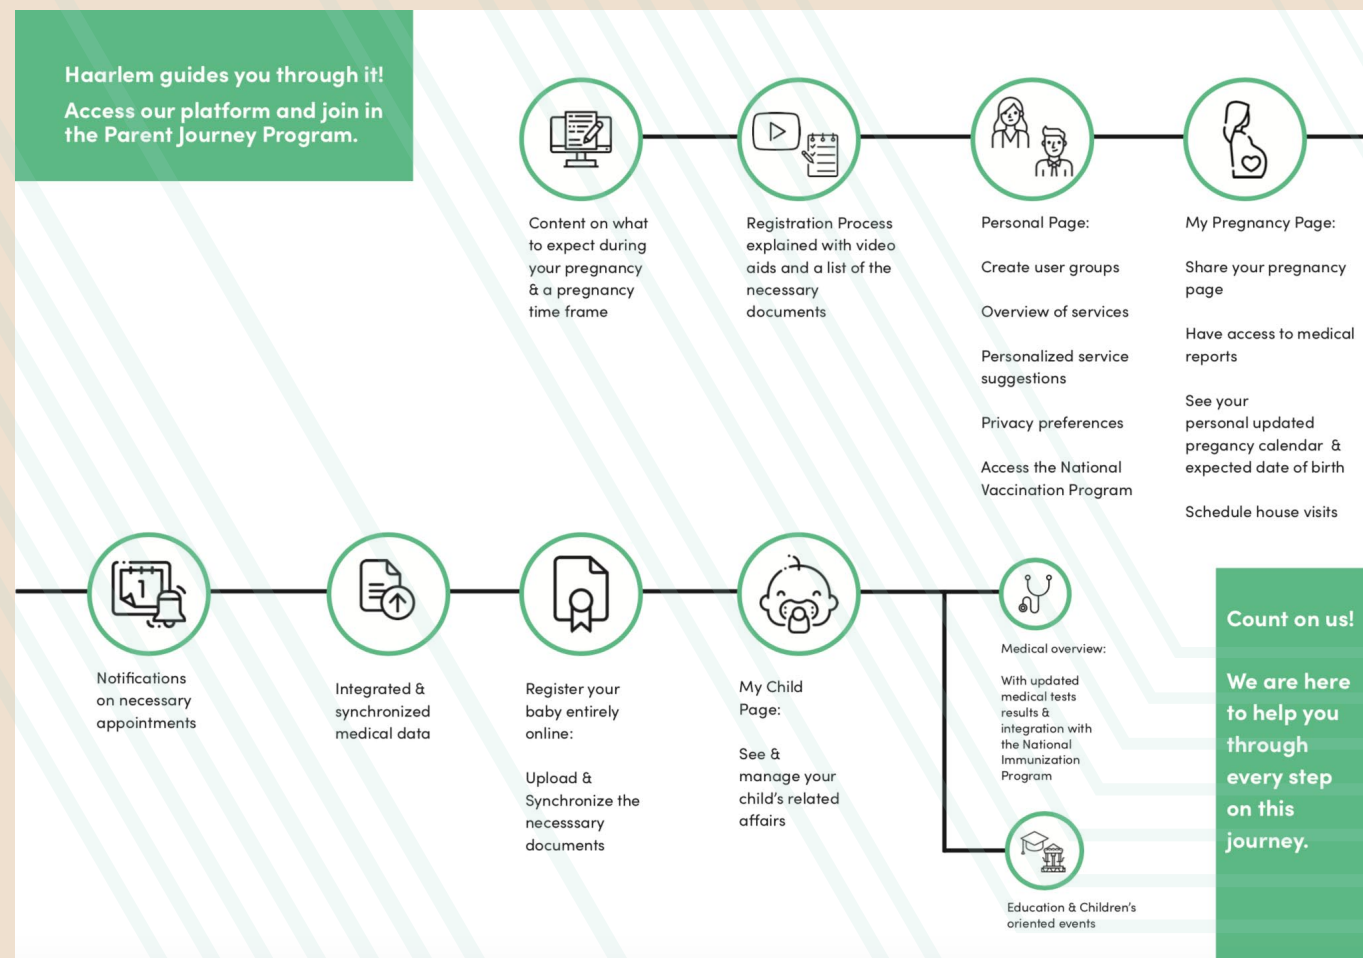 Haarlem guides you through it!
Access our platform and join in
the Parent Journey Program.
Content on what
to expect during
your pregnancy
& a pregnancy
time frame
Registration Process
explained with video
aids and a list of the
necessary
documents
Personal Page:
Create user groups
Overview of services
Personalized service
suggestions
Privacy preferences
Access the National
Vaccination Program
My Pregnancy Page:
Share your pregnancy
page
Have access to medical
reports
See your
personal updated
pregancy calendar &
expected date of birth
Schedule house visits
1
Notifications
on necessary
appointments
Integrated &
synchronized
medical data
Register your
baby entirely
online:
Upload &
Synchronize the
necesssary
documents
My Child
Page:
See &
manage your
child's related
affairs
Medical overview:
With updated
medical tests
results &
integration with
the National
Immunization
Program
Education & Children's
oriented events
Count on us!
We are here
to help you
through
every step
on this
journey.